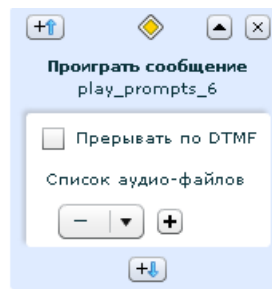 Проиграть сообщение
play_prompts_6
Прерывать по DTMF
Список аудио-файлов